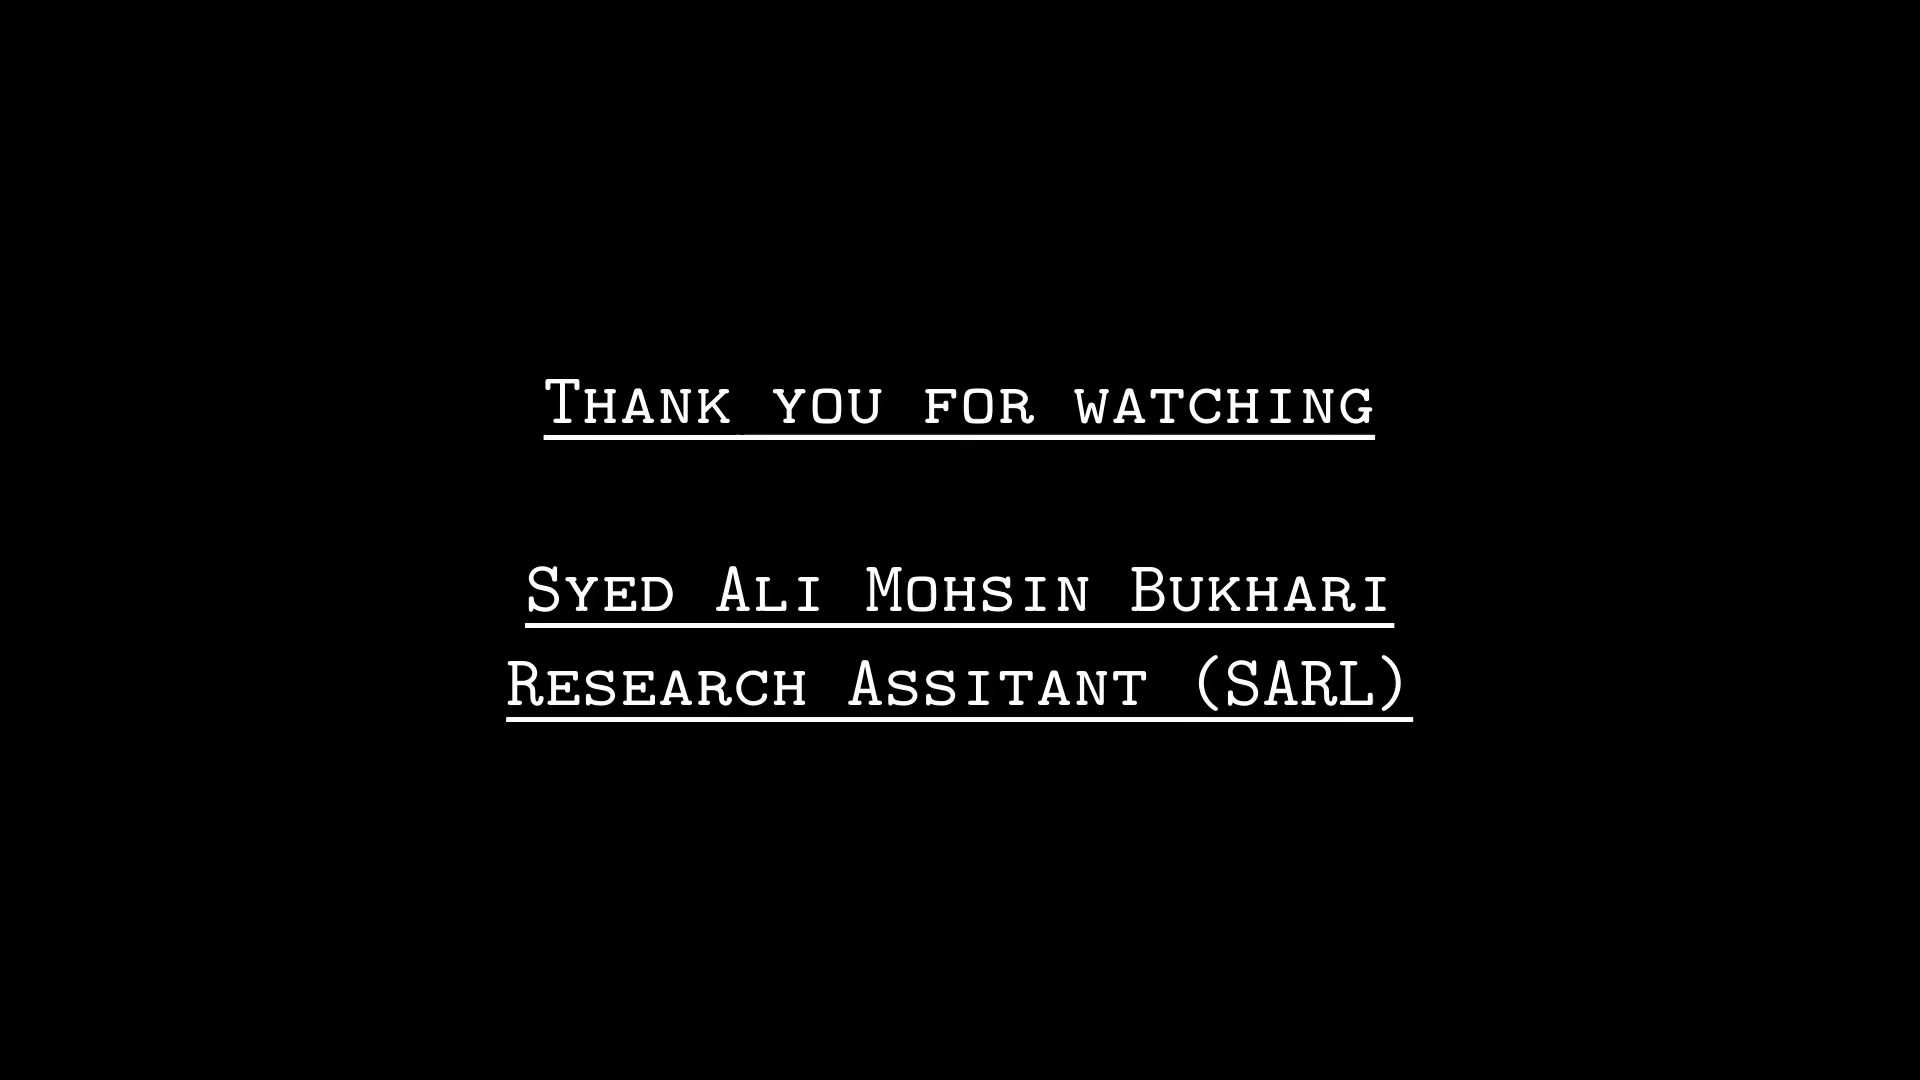 Thank you for watching
Syed Ali Mohsin Bukhari
Research Assitant (SARL)